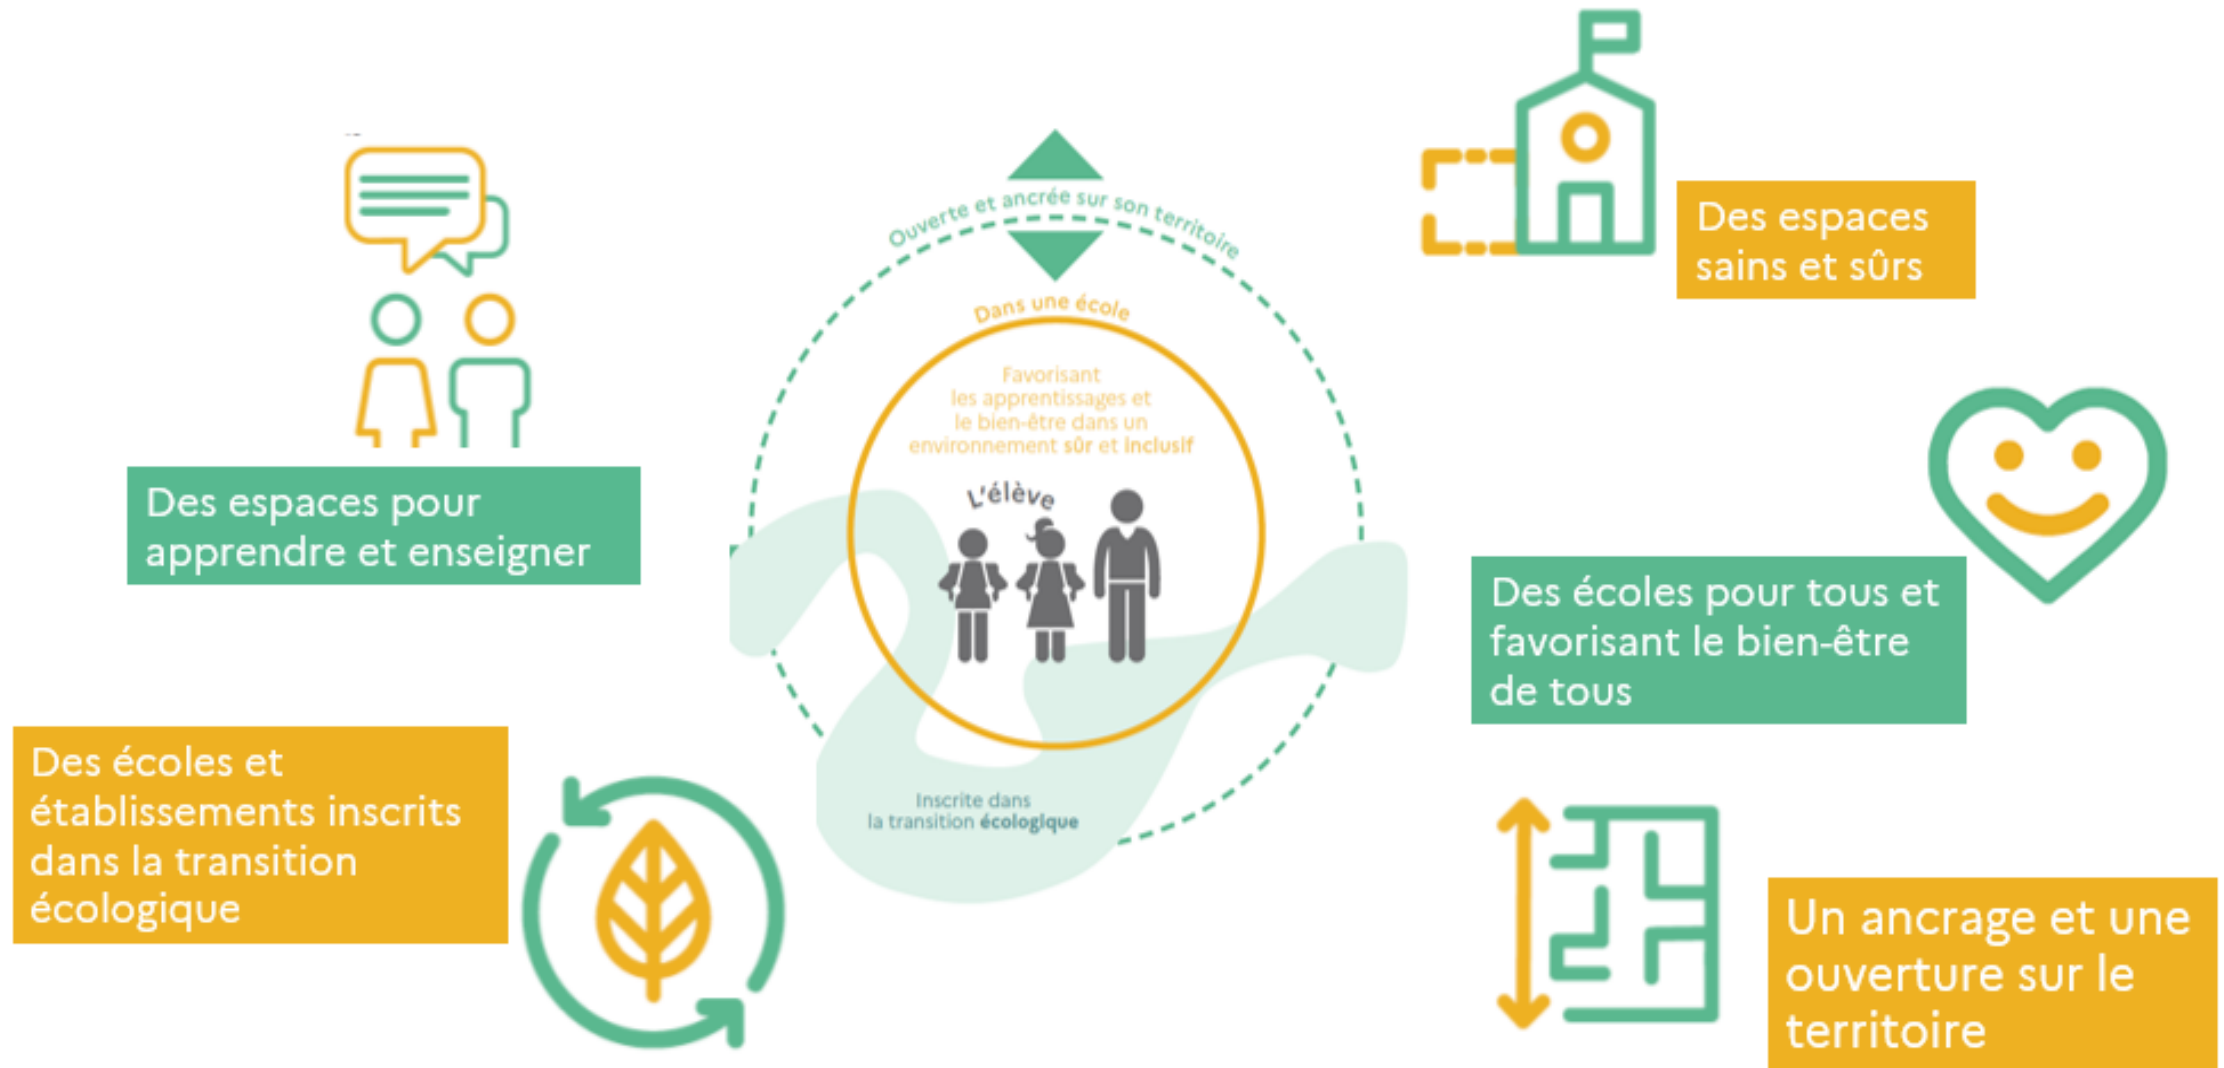 Des espaces pour
apprendre et enseigner
Des écoles et
établissements inscrits
dans la transition
écologique
Ouverte et ancrée sur son territoire
Dans une école
Favorisant
les apprentissages et
le bien-être dans un
environnement sûr et inclusif
L'élève
Inscrite dans
la transition écologique
Des espaces
sains et sûrs
Des écoles pour tous et
favorisant le bien-être
de tous
Un ancrage et une
ouverture sur le
territoire